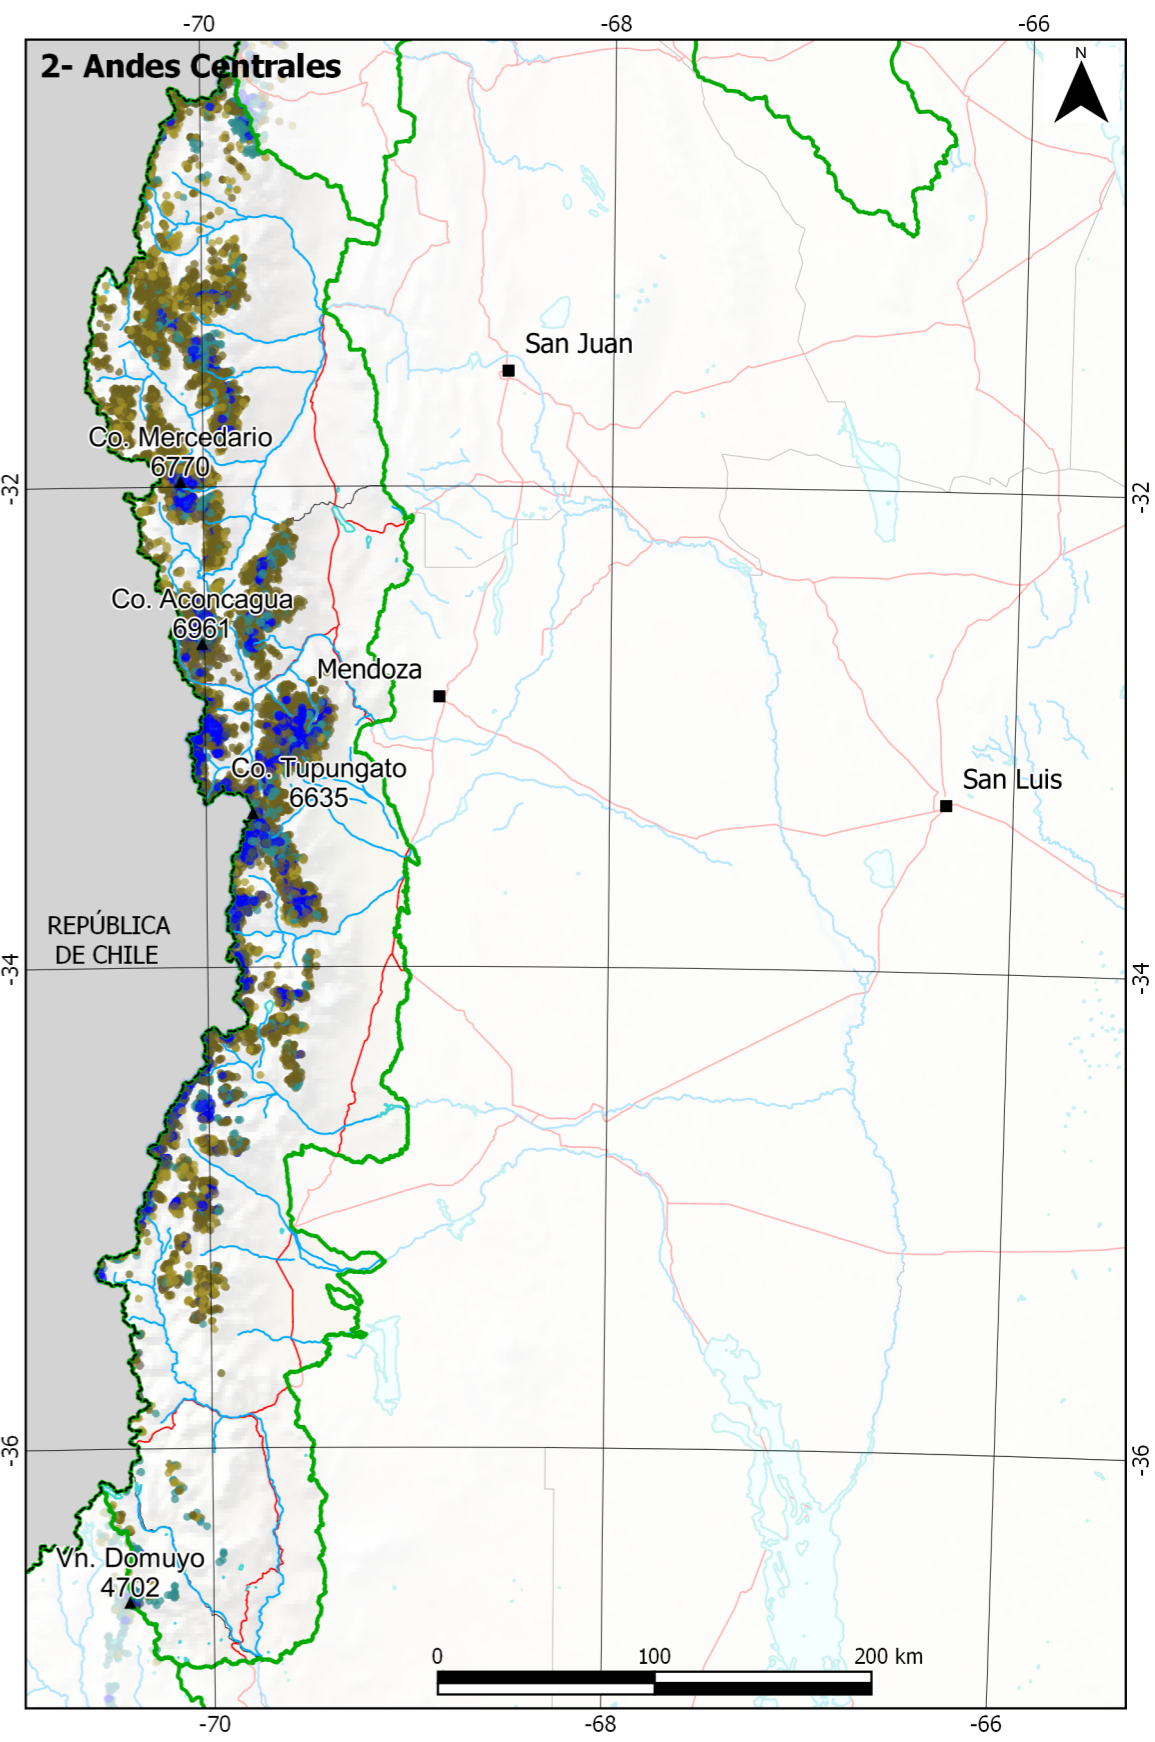 -70
-68
-66
2- Andes Centrales
N
San Juan
Co. Mercedario
6770
-32
-32
Co. Aconcagua
6961
Mendoza
Co. Tupungato
6635
San Luis
REPÚBLICA
DE CHILE
-34
-34
-36
-36
Vn. Domuyo
4702
0
100
200 km
-70
-68
-66